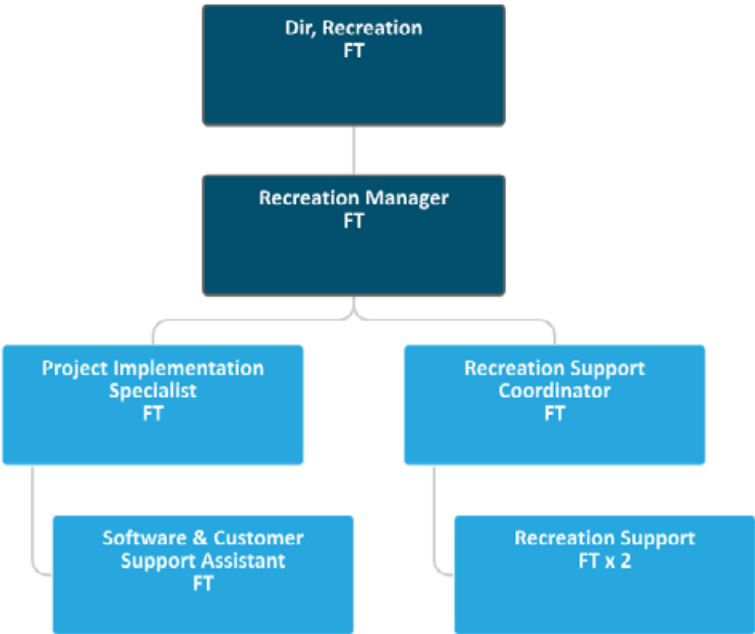 Dir, Recreation
FT
Recreation Manager
FT
Project Implementation
Specialist
FT
Recreation Support
Coordinator
FT
Software & Customer
Support Assistant
FT
Recreation Support
FT x 2